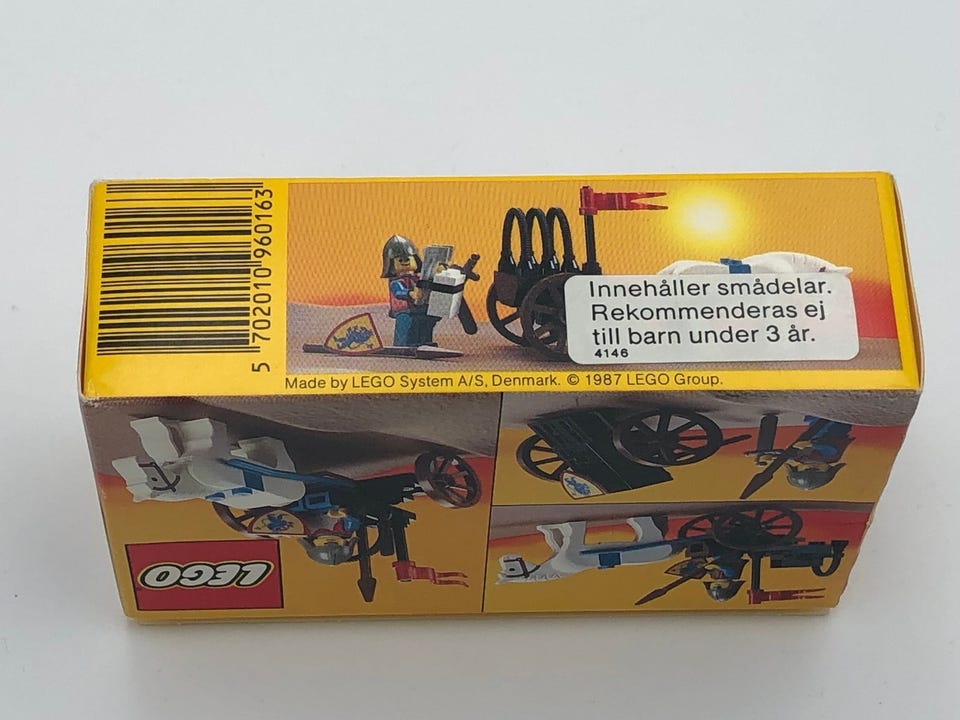 5 702010 960163
Innehåller smådelar.
Rekommenderas ej
till barn under 3 år.
4146
Made by LEGO System A/S, Denmark. © 1987 LEGO Group.
LEGO